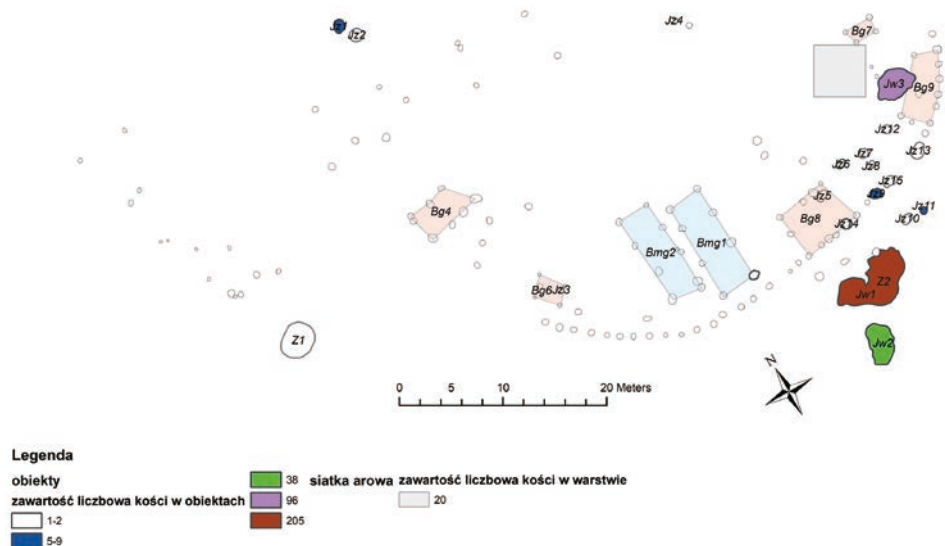 Jz1
Jz2
Jz4
Bg7
Jw3
Bg9
Jz12
Jz7
Jz13
Jz6
Jz8
Jz15
Jz9
Jz5
Jz11
Jz10
Bg8
Jz14
Bg4
Bmg2
Bmg1
Bg6
Jz3
Z2
Jw1
Z1
Jw2
N
0 5 10 20 Meters
Legenda
obiekty
zawartość liczbowa kości w obiektach
1-2
5-9
38
96
205
siatka arowa
zawartość liczbowa kości w warstwie
20